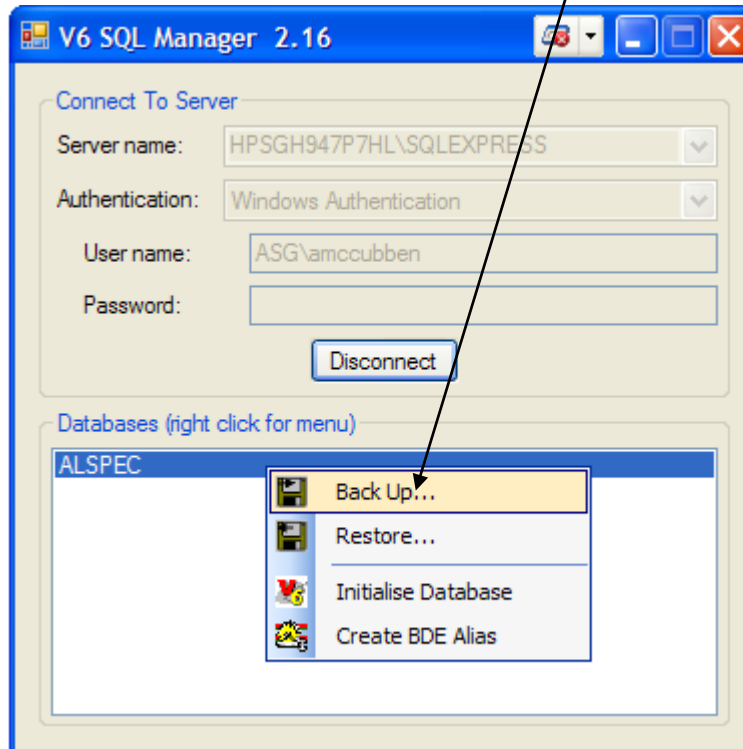 V6 SQL Manager 2.16
Connect To Server
Server name: HPSGH947P7HL\SQLEXPRESS
Authentication: Windows Authentication
User name: ASG\amccubben
Password:
Disconnect
Databases (right click for menu)
ALSPEC
Back Up...
Restore...
Initialise Database
Create BDE Alias